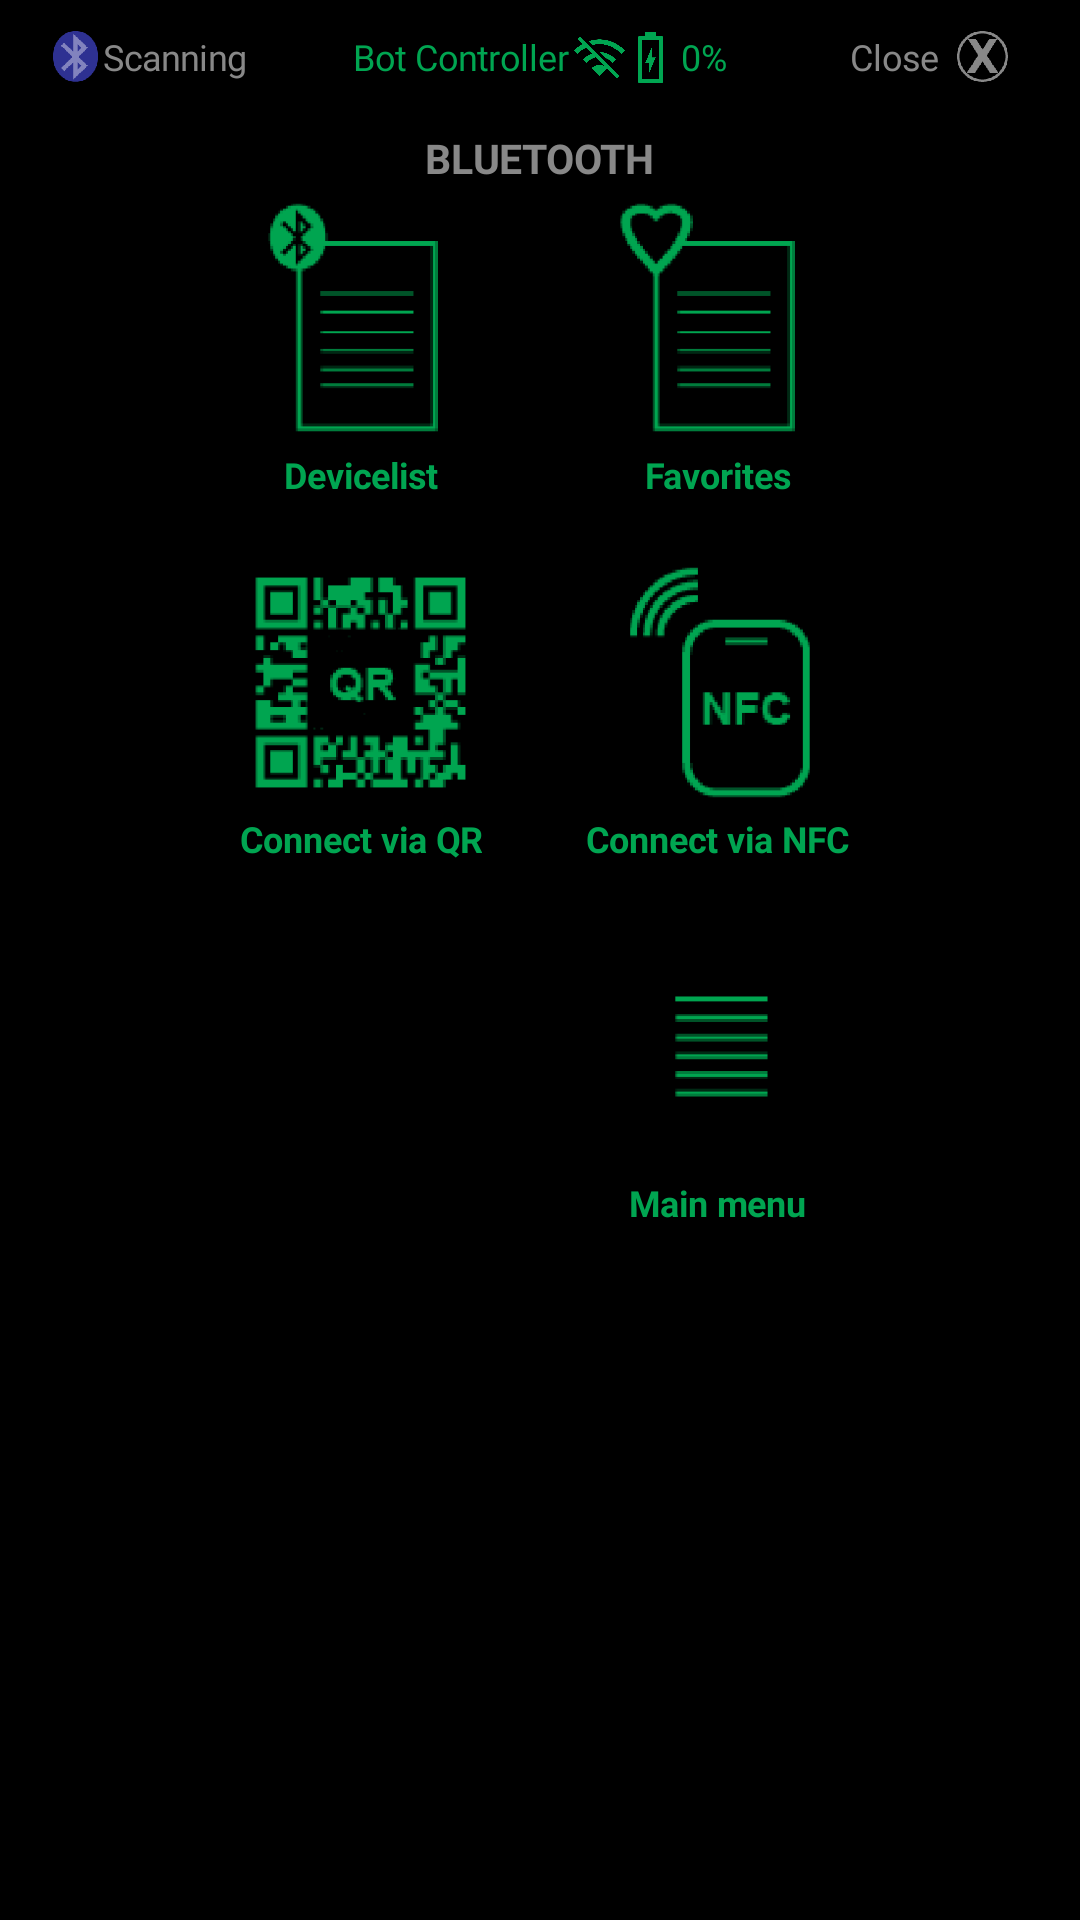 Scanning Bot Controller 0% Close X
BLUETOOTH
Devicelist Favorites
QR NFC
Connect via QR Connect via NFC
Main menu